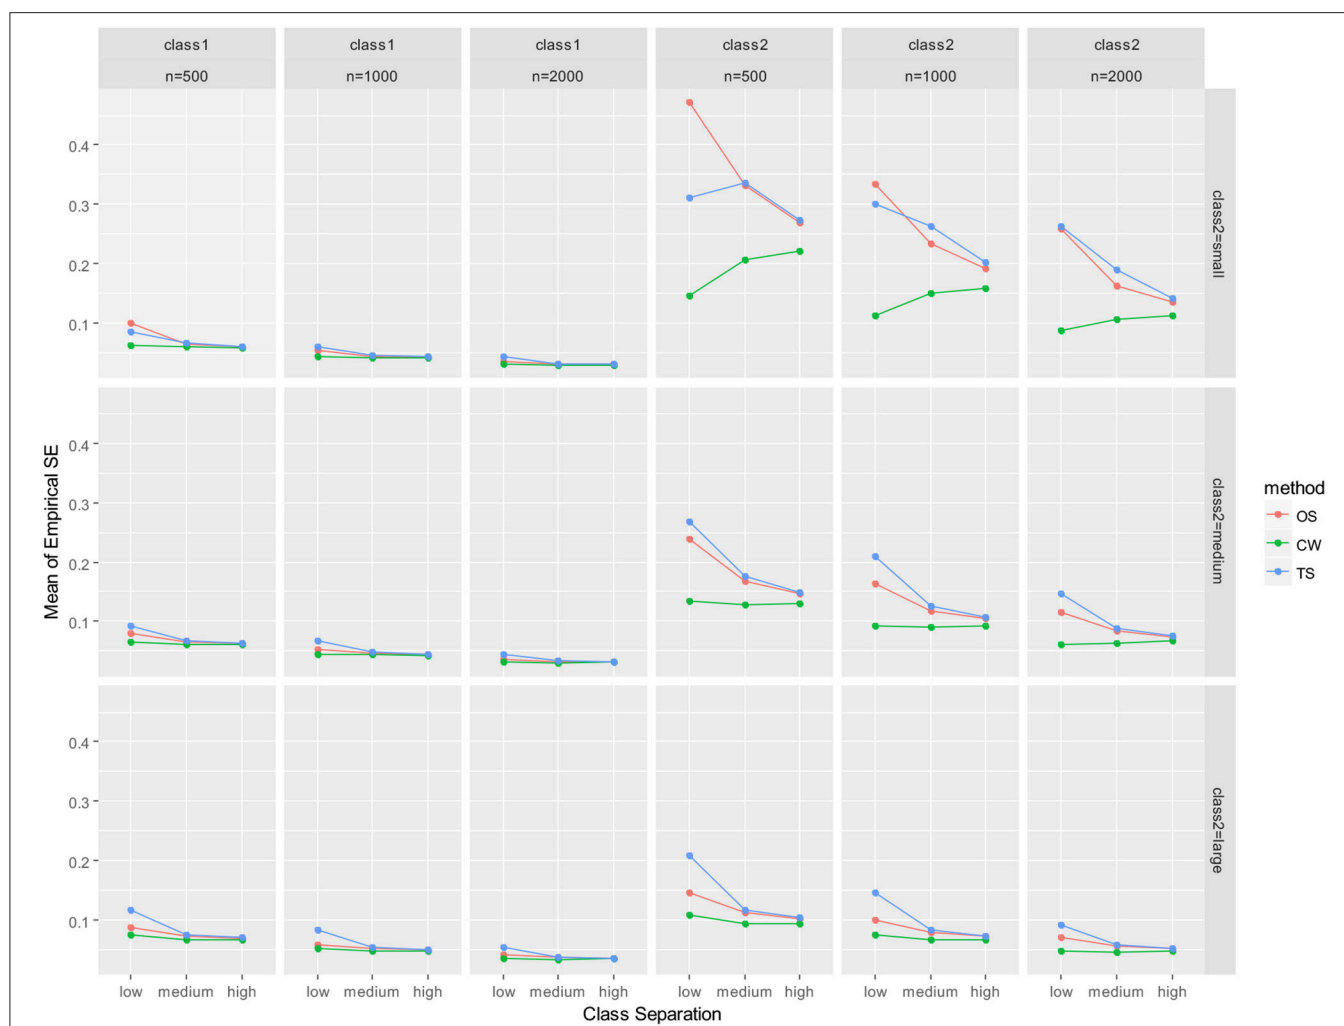 class1 class1 class1 class2 class2 class2
n=500 n=1000 n=2000 n=500 n=1000 n=2000
0.4
0.3
0.2
0.1
class2=small
0.4
0.3
0.2
0.1
class2=medium
0.4
0.3
0.2
0.1
class2=large
Mean of Empirical SE
low medium high low medium high low medium high low medium high low medium high low medium high
Class Separation
method
OS
CW
TS